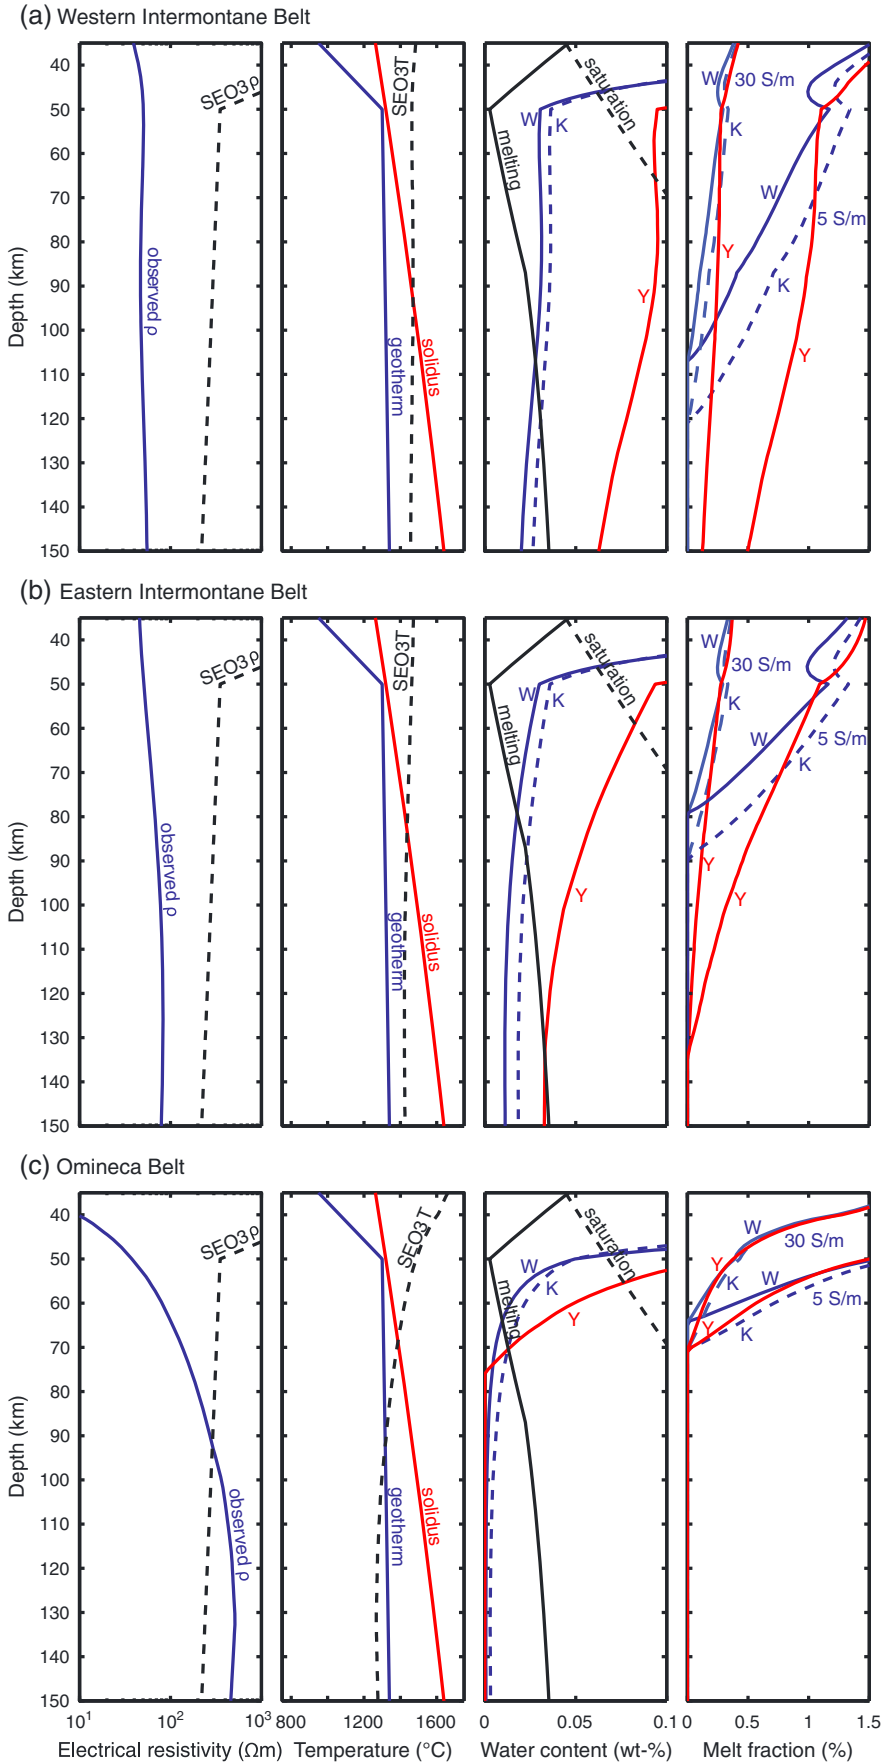 (a) Western Intermontane Belt
Depth (km)
40
50
60
70
80
90
100
110
120
130
140
150
SEO3ρ
observed ρ
SEO3T
geotherm
solidus
saturation
W
K
melting
Y
W
30 S/m
K
W
5 S/m
Y
K
Y
(b) Eastern Intermontane Belt
Depth (km)
40
50
60
70
80
90
100
110
120
130
140
150
SEO3ρ
observed ρ
SEO3T
geotherm
solidus
saturation
W
K
melting
Y
W
30 S/m
K
W
5 S/m
K
Y
Y
(c) Omineca Belt
Depth (km)
40
50
60
70
80
90
100
110
120
130
140
150
SEO3ρ
observed ρ
SEO3T
geotherm
solidus
saturation
W
K
melting
Y
W
30 S/m
Y
K
W
5 S/m
Y
K
10¹ 10² 10³
Electrical resistivity (Ωm)
800 1200 1600
Temperature (°C)
0 0.05 0.1
Water content (wt-%)
0 0.5 1 1.5
Melt fraction (%)